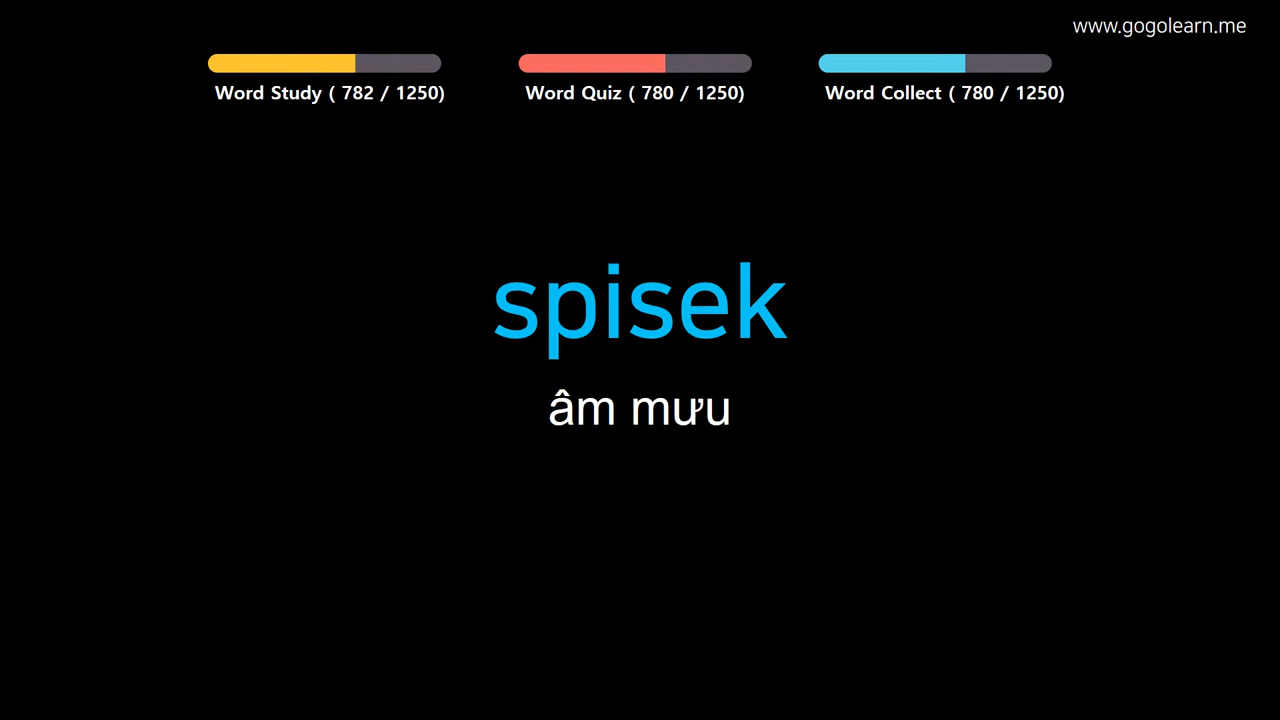 www.gogolearn.me
Word Study ( 782 / 1250)
Word Quiz ( 780 / 1250)
Word Collect ( 780 / 1250)
spisek
âm mưu